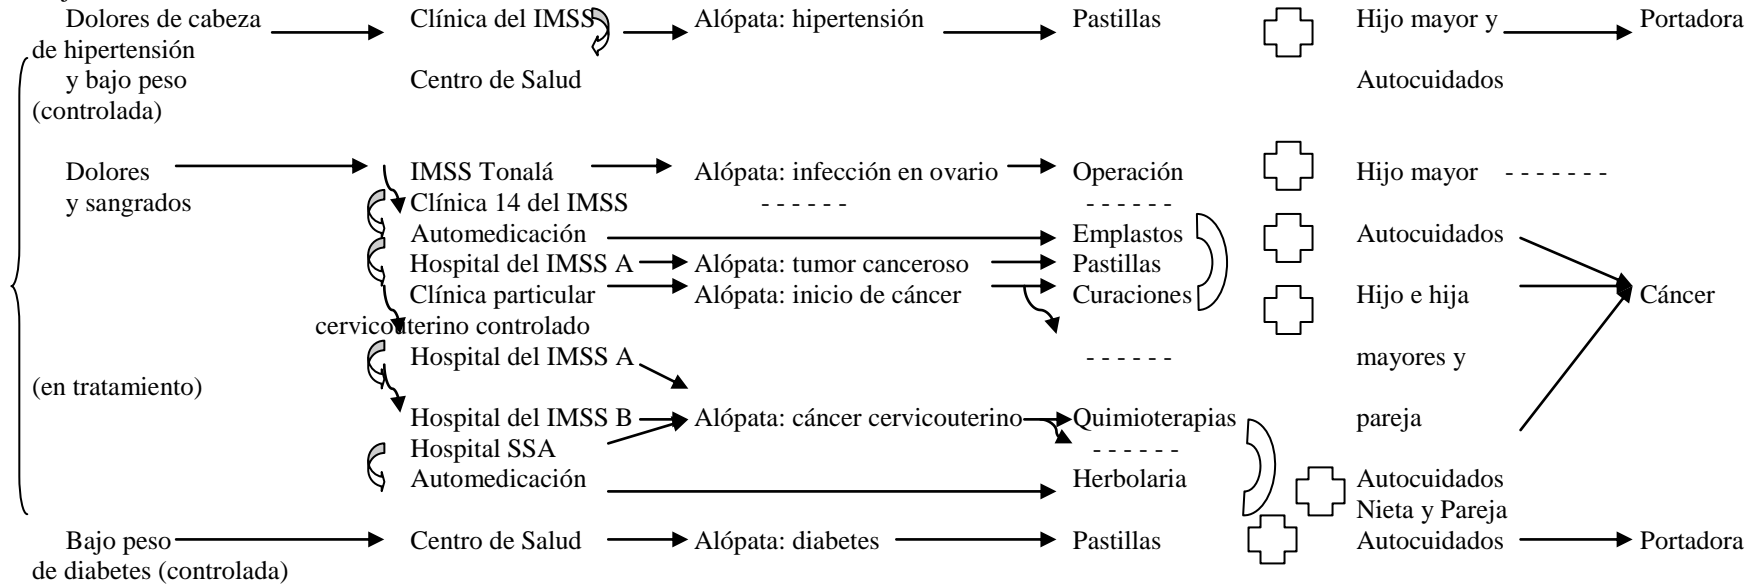 Dolores de cabeza Clínica del IMSS Alópata: hipertensión Pastillas Hijo mayor y Portadora
de hipertensión
y bajo peso Centro de Salud Autocuidados
(controlada)
Dolores IMSS Tonalá Alópata: infección en ovario Operación Hijo mayor - - - - - - -
y sangrados Clínica 14 del IMSS - - - - - - - - - - - -
Automedicación Emplastos Autocuidados
Hospital del IMSS A Alópata: tumor canceroso Pastillas
Clínica particular Alópata: inicio de cáncer Curaciones Hijo e hija Cáncer
cervicouterino controlado
Hospital del IMSS A - - - - - - mayores y
(en tratamiento)
Hospital del IMSS B Alópata: cáncer cervicouterino Quimioterapias pareja
Hospital SSA - - - - - -
Automedicación Herbolaria Autocuidados
Nieta y Pareja
Bajo peso Centro de Salud Alópata: diabetes Pastillas Autocuidados Portadora
de diabetes (controlada)